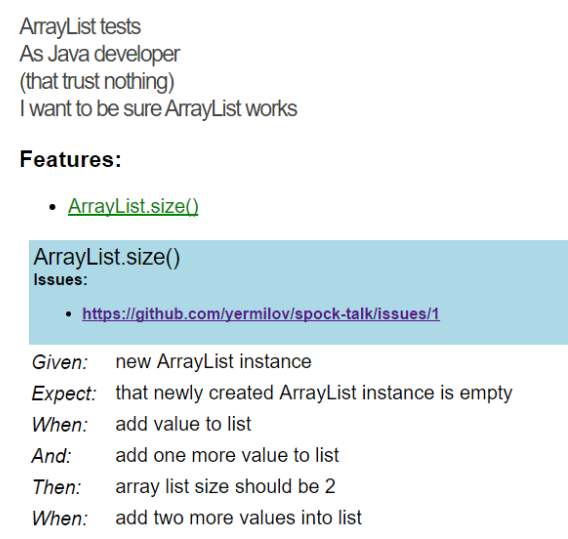 ArrayList tests
As Java developer
(that trust nothing)
I want to be sure ArrayList works
Features:
ArrayList.size()
ArrayList.size()
Issues:
https://github.com/yermilov/spock-talk/issues/1
Given: new ArrayList instance
Expect: that newly created ArrayList instance is empty
When: add value to list
And: add one more value to list
Then: array list size should be 2
When: add two more values into list